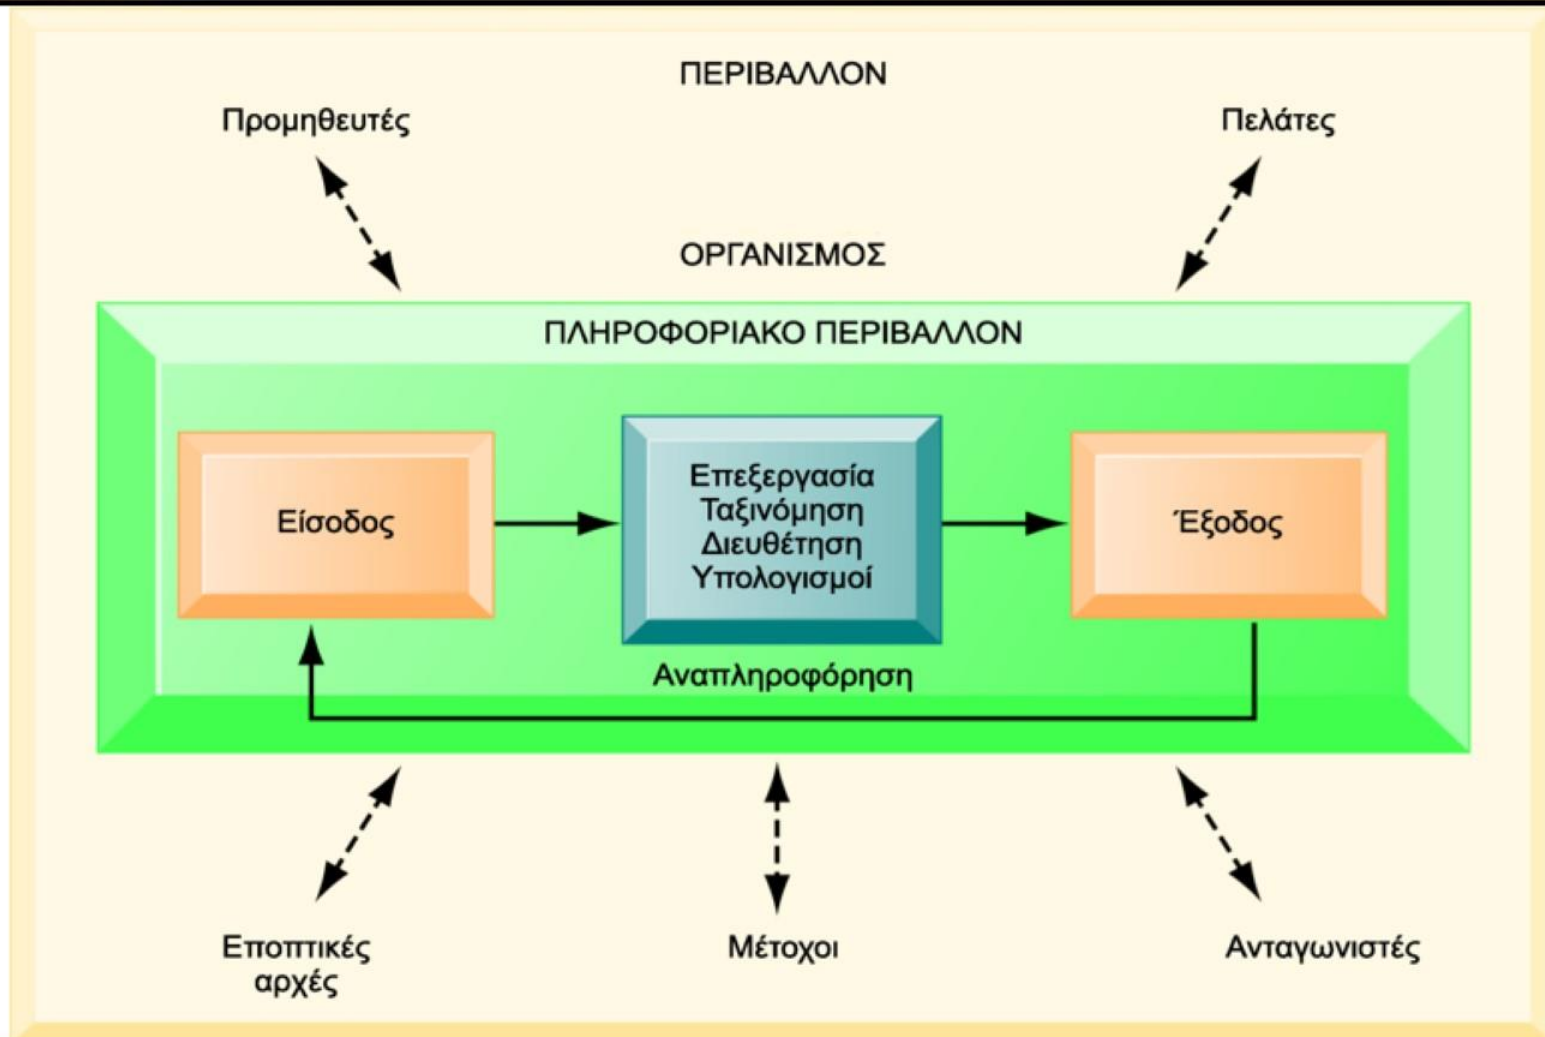 ΠΕΡΙΒΑΛΛΟΝ
Προμηθευτές
Πελάτες
ΟΡΓΑΝΙΣΜΟΣ
ΠΛΗΡΟΦΟΡΙΑΚΟ ΠΕΡΙΒΑΛΛΟΝ
Είσοδος
Επεξεργασία
Ταξινόμηση
Διευθέτηση
Υπολογισμοί
Έξοδος
Αναπληροφόρηση
Εποπτικές
αρχές
Μέτοχοι
Ανταγωνιστές